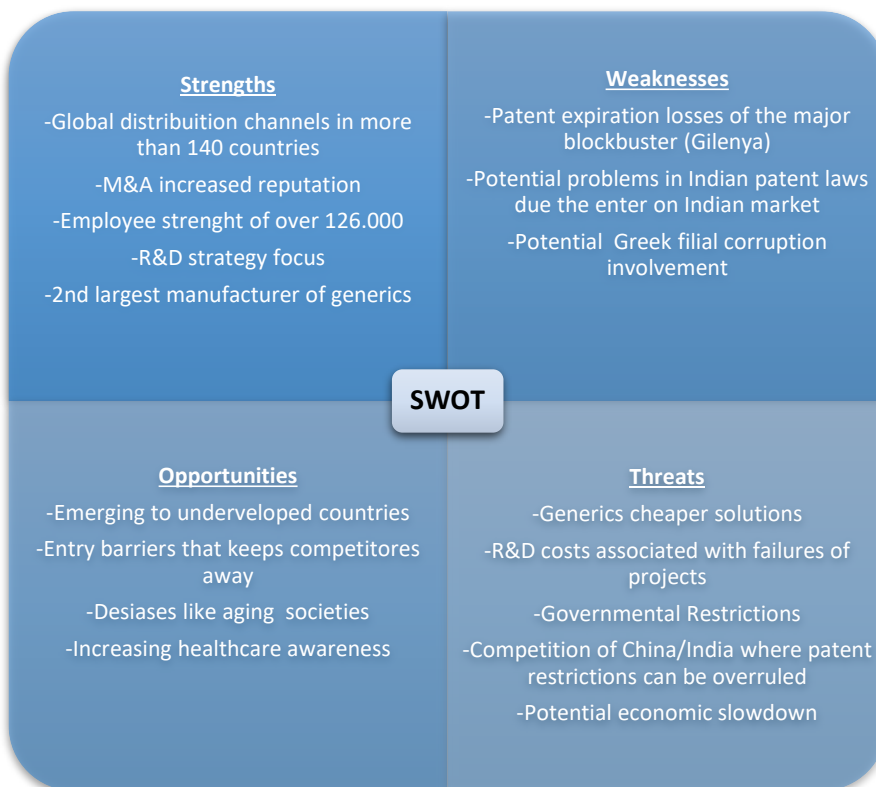 Strengths
-Global distribuition channels in more
than 140 countries
-M&A increased reputation
-Employee strenght of over 126.000
-R&D strategy focus
-2nd largest manufacturer of generics
Weaknesses
-Patent expiration losses of the major
blockbuster (Gilenya)
-Potential problems in Indian patent laws
due the enter on Indian market
-Potential  Greek filial corruption
involvement
SWOT
Opportunities
-Emerging to underveloped countries
-Entry barriers that keeps competitores
away
-Desiases like aging  societies
-Increasing healthcare awareness
Threats
-Generics cheaper solutions
-R&D costs associated with failures of
projects
-Governmental Restrictions
-Competition of China/India where patent
restrictions can be overruled
-Potential economic slowdown